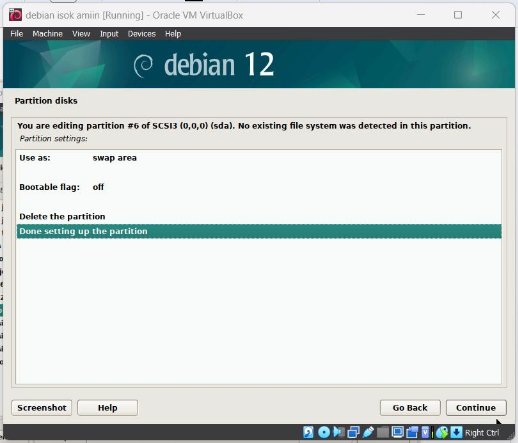 debian isok amiin [Running] - Oracle VM VirtualBox
File Machine View Input Devices Help
debian 12
Partition disks
You are editing partition #6 of SCSI3 (0,0,0) (sda). No existing file system was detected in this partition.
Partition settings:
Use as: swap area
Bootable flag: off
Delete the partition
Done setting up the partition
Screenshot Help Go Back Continue
Right Ctrl